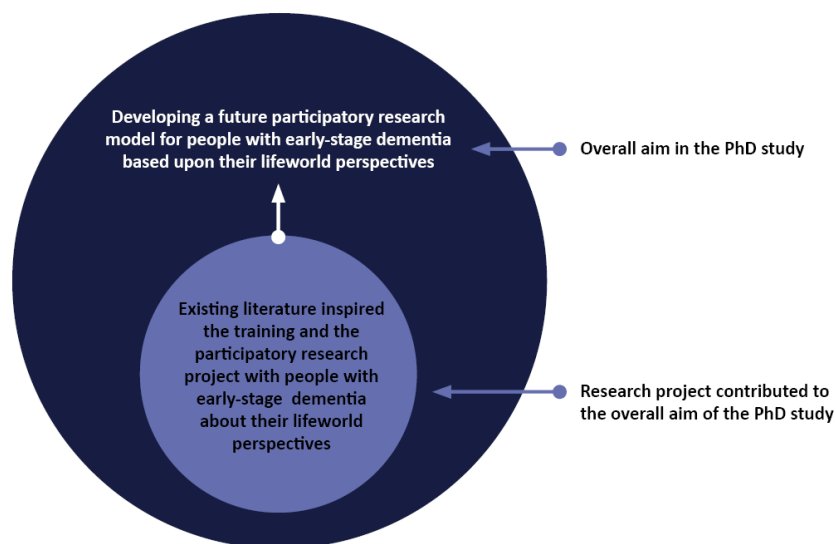 Developing a future participatory research
model for people with early-stage dementia
based upon their lifeworld perspectives
Overall aim in the PhD study
Existing literature inspired
the training and the
participatory research
project with people with
early-stage dementia
about their lifeworld
perspectives
Research project contributed to
the overall aim of the PhD study